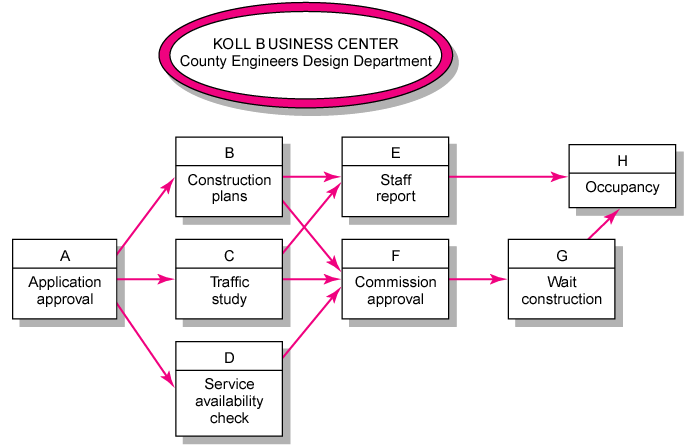 KOLL BUSINESS CENTER
County Engineers Design Department
B
Construction
plans
E
Staff
report
H
Occupancy
A
Application
approval
C
Traffic
study
F
Commission
approval
G
Wait
construction
D
Service
availability
check